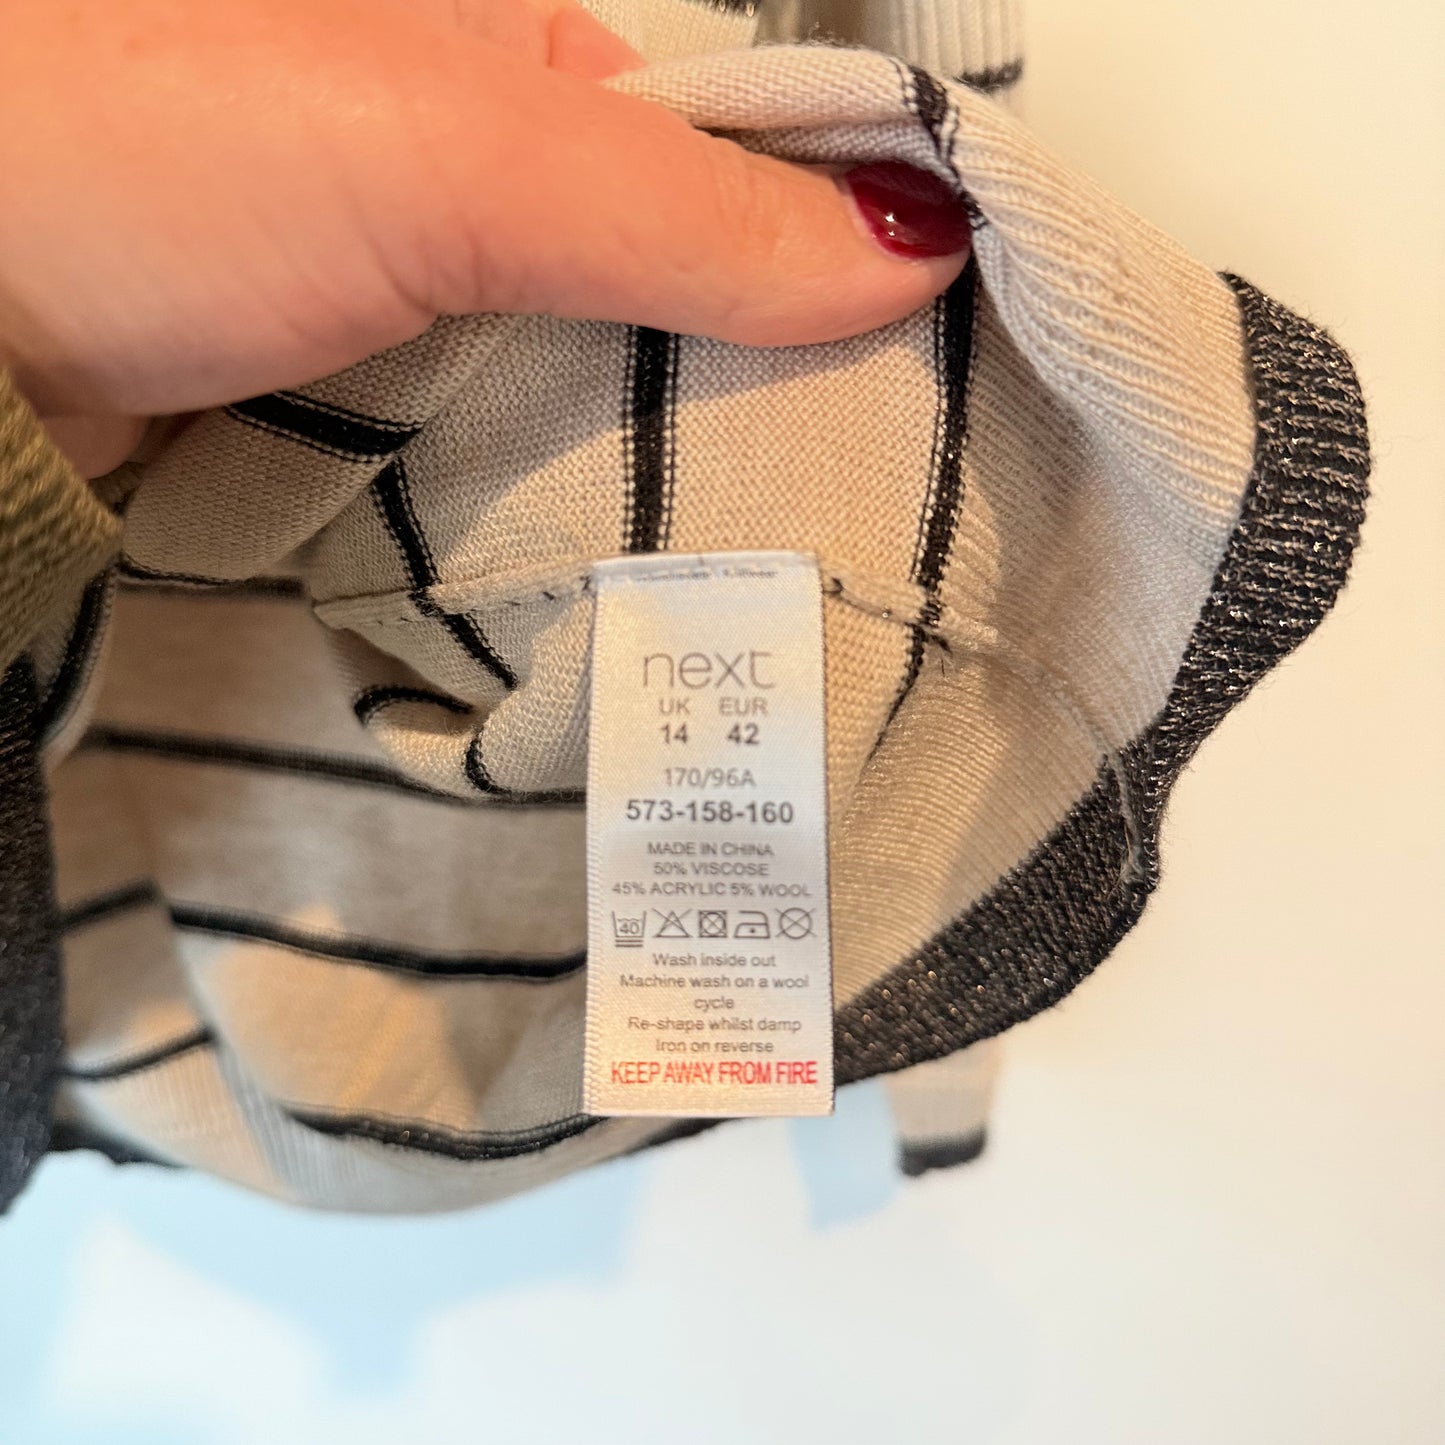 next
UK EUR
14 42
170/96A
573-158-160
MADE IN CHINA
50% VISCOSE
45% ACRYLIC 5% WOOL
40
Wash inside out
Machine wash on a wool
cycle
Re-shape whilst damp
Iron on reverse
KEEP AWAY FROM FIRE